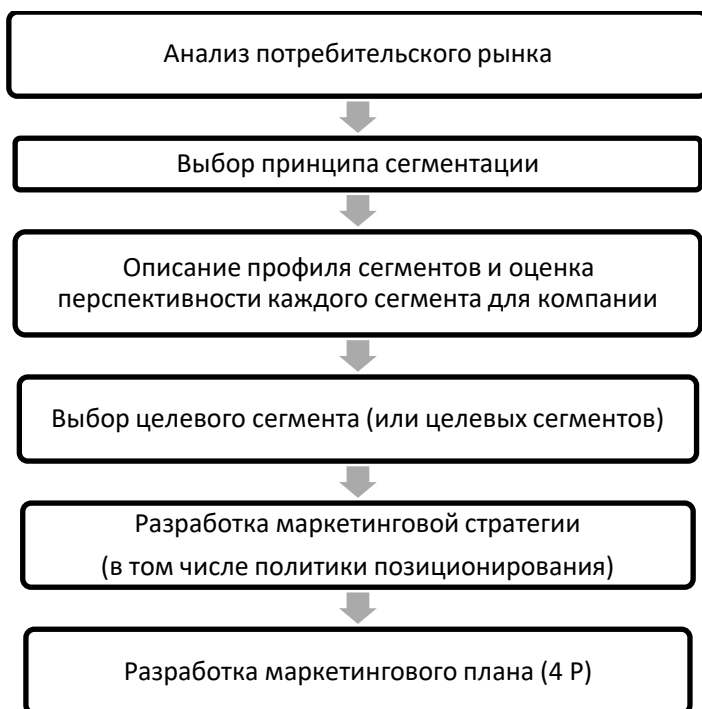 Анализ потребительского рынка
Выбор принципа сегментации
Описание профиля сегментов и оценка
перспективности каждого сегмента для компании
Выбор целевого сегмента (или целевых сегментов)
Разработка маркетинговой стратегии
(в том числе политики позиционирования)
Разработка маркетингового плана (4 Р)